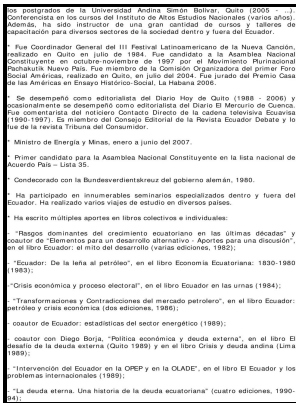 los postgrados de la Universidad Andina Simón Bolívar, Quito (2005 - ...).
Conferencista en los cursos del Instituto de Altos Estudios Nacionales (varios años).
Además, ha sido instructor de una gran cantidad de cursos y talleres de
capacitación para diversos sectores de la sociedad dentro y fuera del Ecuador.
* Fue Coordinador General del III Festival Latinoamericano de la Nueva Canción,
realizado en Quito en julio de 1984. Fue candidato a la Asamblea Nacional
Constituyente en octubre-noviembre de 1997 por el Movimiento Plurinacional
Pachakutik Nuevo País. Fue miembro de la Comisión Organizadora del primer Foro
Social Américas, realizado en Quito, en julio del 2004. Fue jurado del Premio Casa
de las Américas en Ensayo Histórico-Social, La Habana 2006.
* Se desempeñó como editorialista del Diario Hoy de Quito (1988 - 2006) y
ocasionalmente se desempeñó como editorialista del Diario El Mercurio de Cuenca.
Fue comentarista del noticiero Contacto Directo de la cadena televisiva Ecuavisa
(1990-1997). Es miembro del Consejo Editorial de la Revista Ecuador Debate y lo
fue de la revista Tribuna del Consumidor.
* Ministro de Energía y Minas, enero a junio del 2007.
* Primer candidato para la Asamblea Nacional Constituyente en la lista nacional de
Acuerdo País – Lista 35.
* Condecorado con la Bundesverdientskreuz del gobierno alemán, 1980.
* Ha participado en innumerables seminarios especializados dentro y fuera del
Ecuador. Ha realizado varios viajes de estudio en diversos países.
* Ha escrito múltiples aportes en libros colectivos e individuales:
- “Rasgos dominantes del crecimiento ecuatoriano en las últimas décadas” y
coautor de “Elementos para un desarrollo alternativo - Aportes para una discusión”,
en el libro Ecuador: el mito del desarrollo (varias ediciones, 1982);
- "Ecuador: De la leña al petróleo”, en el libro Economía Ecuatoriana: 1830-1980
(1983);
-“Crisis económica y proceso electoral”, en el libro Ecuador en las urnas (1984);
- “Transformaciones y Contradicciones del mercado petrolero”, en el libro Ecuador:
petróleo y crisis económica (dos ediciones, 1986);
- coautor de Ecuador: estadísticas del sector energético (1989);
- coautor con Diego Borja, “Política económica y deuda externa”, en el libro El
desafío de la deuda externa (Quito 1989) y en el libro Crisis y deuda andina (Lima
1989);
- “Intervención del Ecuador en la OPEP y en la OLADE”, en el libro El Ecuador y los
problemas internacionales (1989);
- “La deuda eterna. Una historia de la deuda ecuatoriana” (cuatro ediciones, 1990-
94);